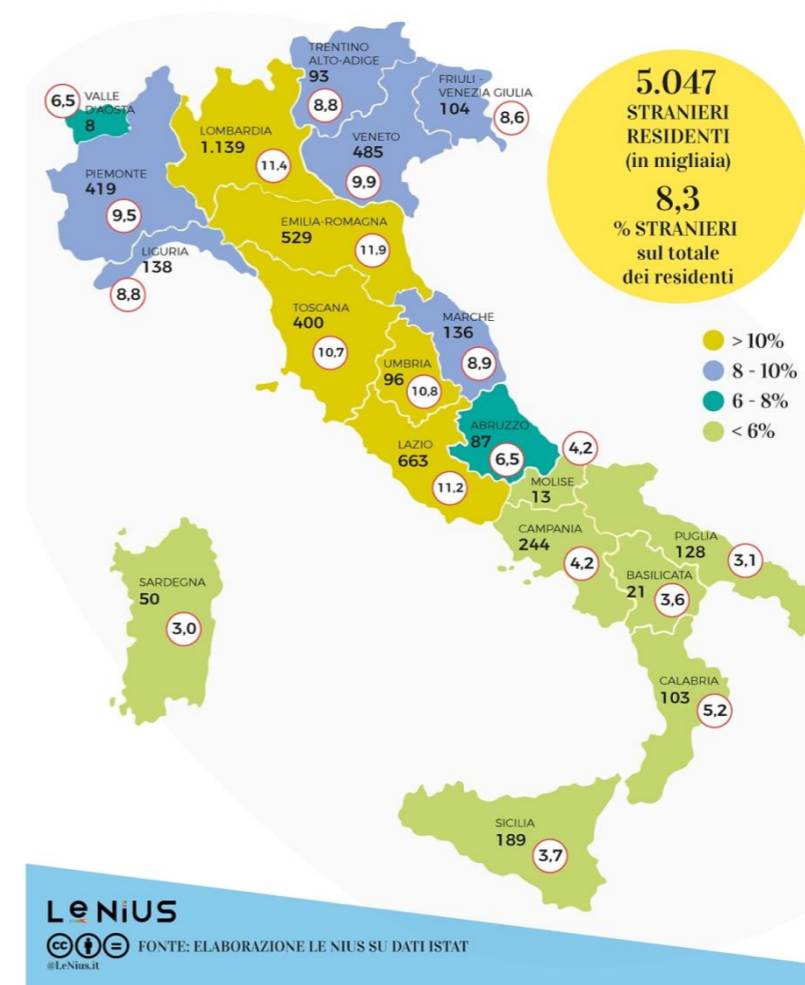 TRENTINO
ALTO-ADIGE
93
8,8
FRIULI -
VENEZIA GIULIA
104
8,6
6,5
VALLE
D'AOSTA
8
LOMBARDIA
1.139
11,4
VENETO
485
9,9
PIEMONTE
419
9,5
EMILIA-ROMAGNA
529
11,9
LIGURIA
138
8,8
TOSCANA
400
10,7
MARCHE
136
8,9
UMBRIA
96
10,8
ABRUZZO
87
6,5
LAZIO
663
11,2
4,2
MOLISE
13
CAMPANIA
244
4,2
PUGLIA
128
3,1
BASILICATA
21
3,6
SARDEGNA
50
3,0
CALABRIA
103
5,2
SICILIA
189
3,7
5.047
STRANIERI
RESIDENTI
(in migliaia)
8,3
% STRANIERI
sul totale
dei residenti
> 10%
8 - 10%
6 - 8%
< 6%
Le NiUS
cc
@LeNius.it
FONTE: ELABORAZIONE LE NIUS SU DATI ISTAT